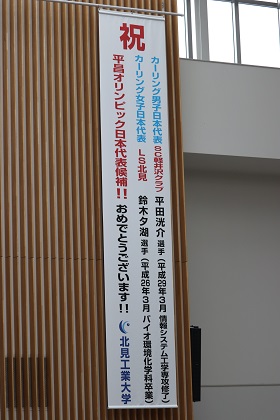 祝
カーリング男子日本代表 SC軽井沢クラブ 平田洸介 選手（平成29年3月 情報システム工学専攻修了）
カーリング女子日本代表 LS北見 鈴木夕湖 選手（平成26年3月 バイオ環境化学科卒業）
平昌オリンピック日本代表候補!! おめでとうございます!!
北見工業大学